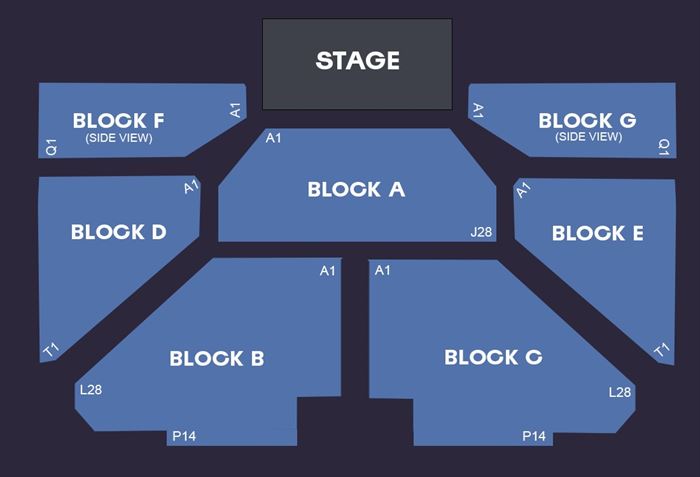 STAGE
BLOCK F
(SIDE VIEW)
A1
Q1
BLOCK G
(SIDE VIEW)
A1
Q1
A1
BLOCK A
J28
A1
BLOCK D
T1
A1
BLOCK E
T1
A1
BLOCK B
L28
P14
A1
BLOCK C
L28
P14